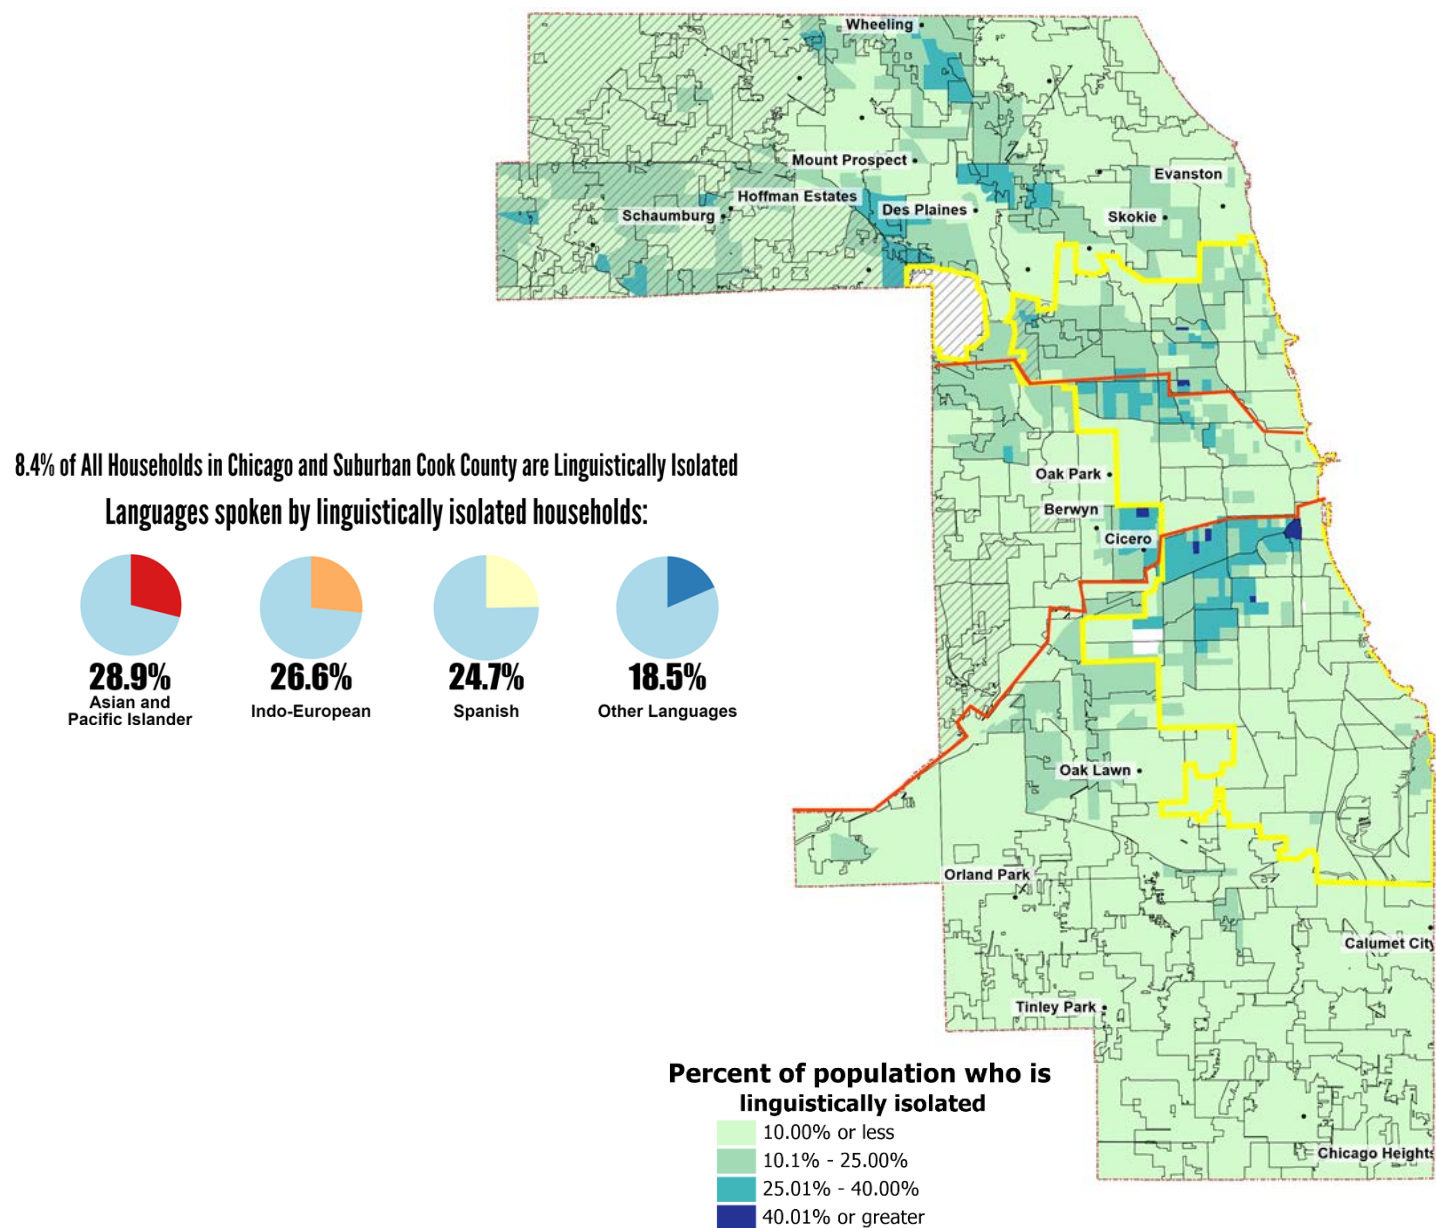 Wheeling
Mount Prospect
Evanston
Hoffman Estates
Schaumburg
Des Plaines
Skokie
8.4% of All Households in Chicago and Suburban Cook County are Linguistically Isolated
Languages spoken by linguistically isolated households:
28.9%
Asian and
Pacific Islander
26.6%
Indo-European
24.7%
Spanish
18.5%
Other Languages
Oak Park
Berwyn
Cicero
Oak Lawn
Orland Park
Calumet City
Tinley Park
Chicago Heights
Percent of population who is
linguistically isolated
10.00% or less
10.1% - 25.00%
25.01% - 40.00%
40.01% or greater